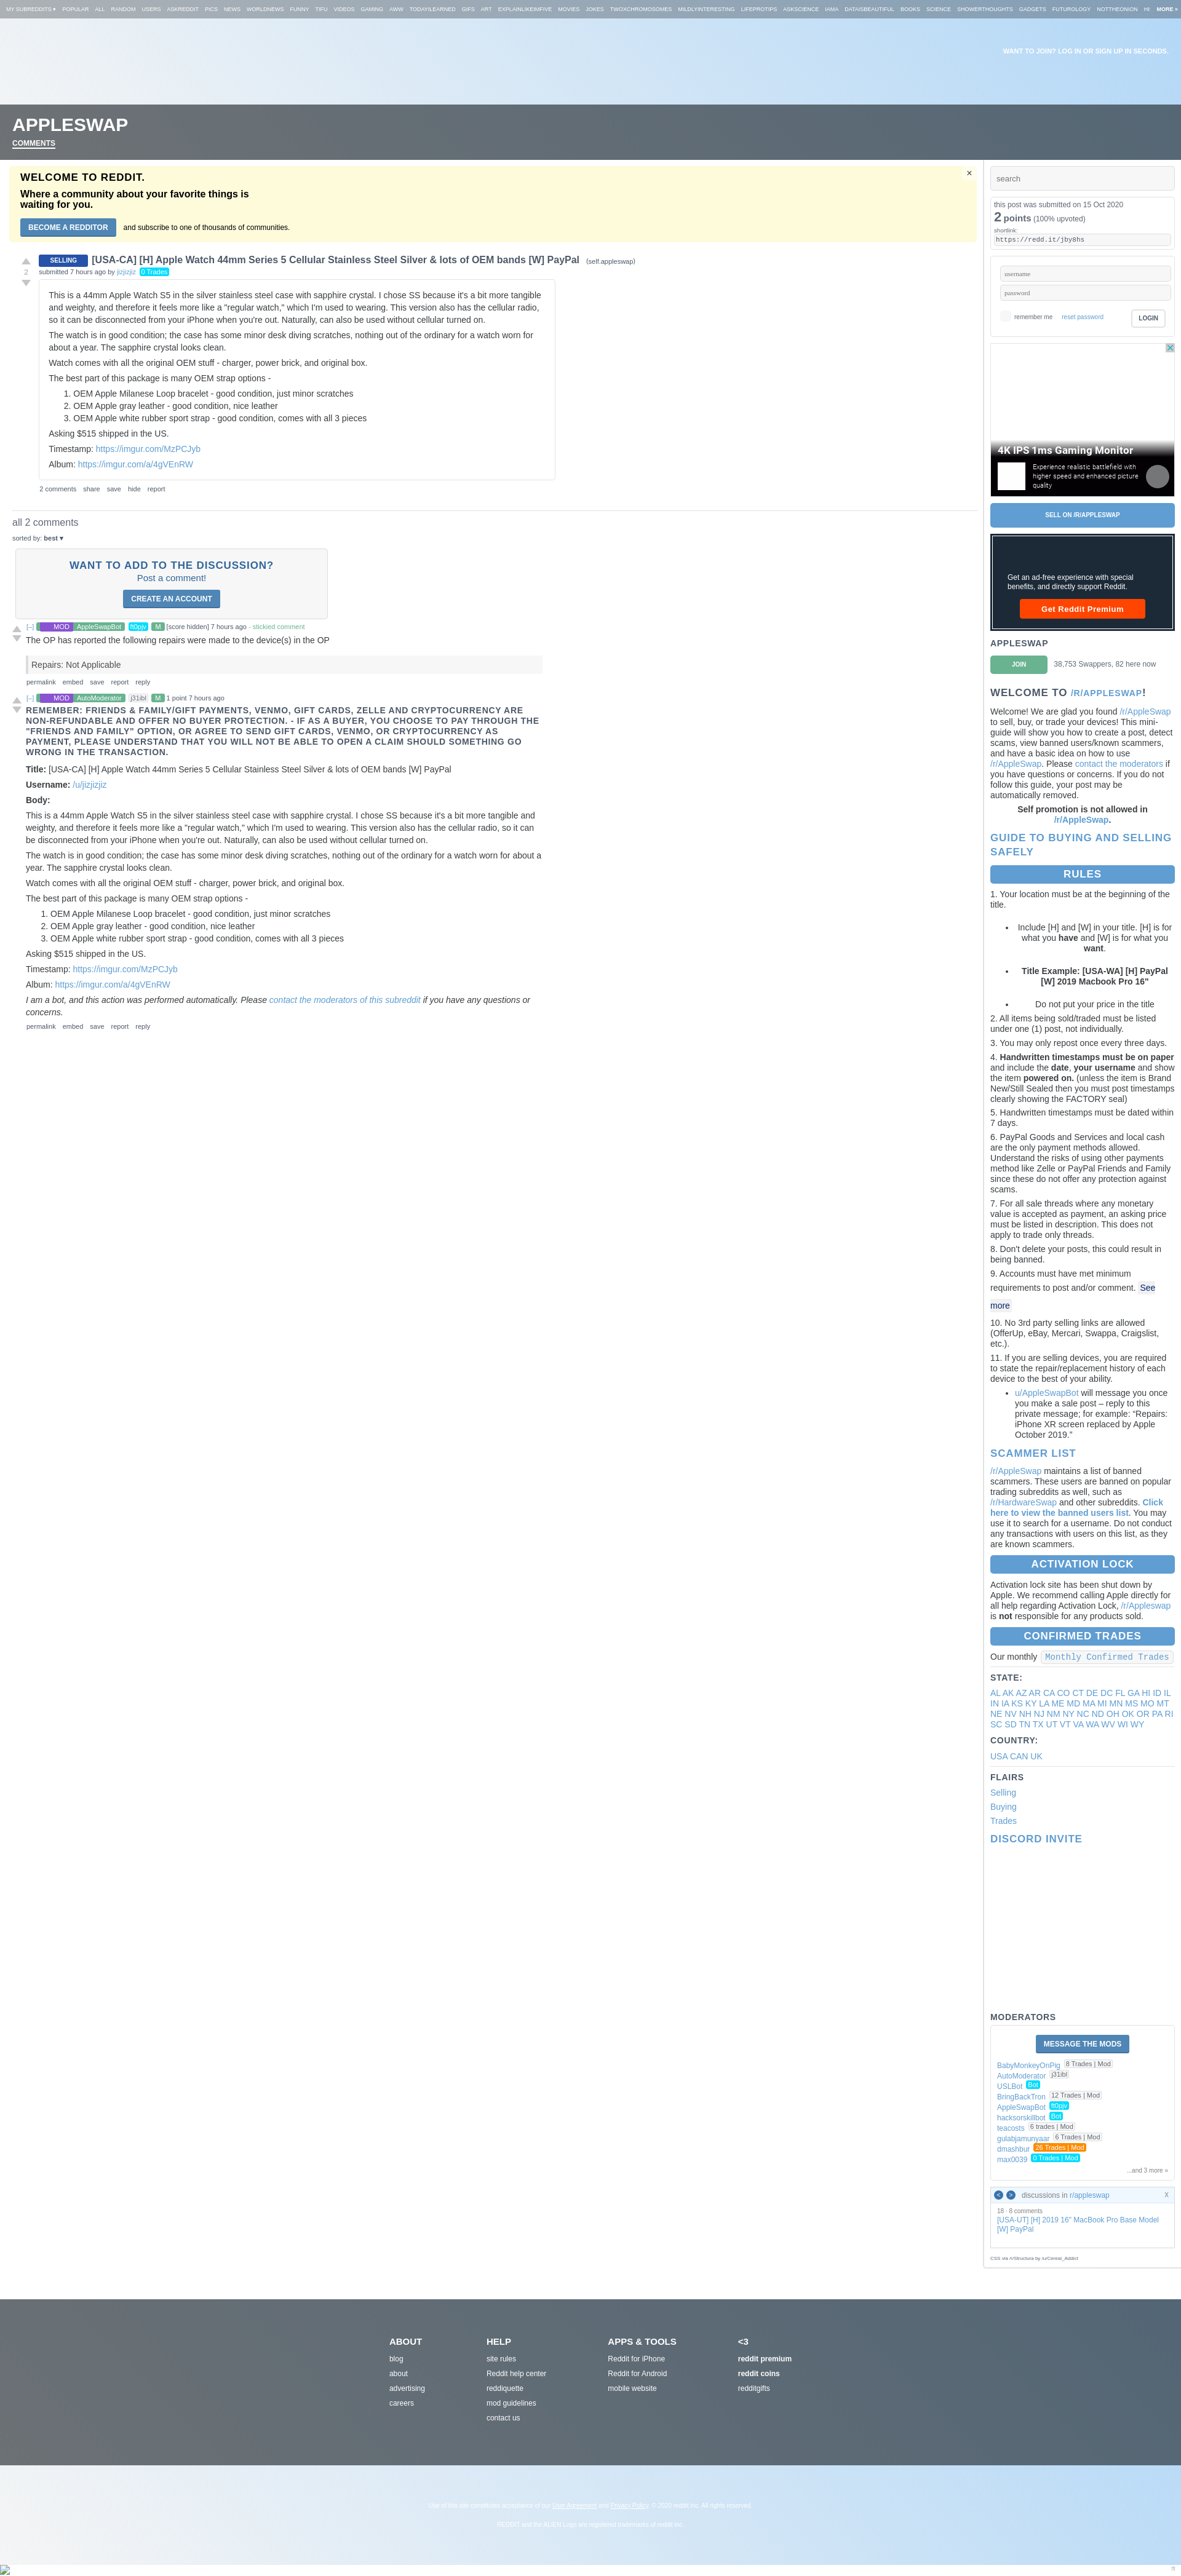 MY SUBREDDITS ▾ POPULAR ALL RANDOM USERS ASKREDDIT PICS NEWS WORLDNEWS FUNNY TIFU VIDEOS GAMING AWW TODAYILEARNED GIFS ART EXPLAINLIKEIMFIVE MOVIES JOKES TWOXCHROMOSOMES MILDLYINTERESTING LIFEPROTIPS ASKSCIENCE IAMA DATAISBEAUTIFUL BOOKS SCIENCE SHOWERTHOUGHTS GADGETS FUTUROLOGY NOTTHEONION HI MORE »
WANT TO JOIN? LOG IN OR SIGN UP IN SECONDS.
APPLESWAP
COMMENTS
WELCOME TO REDDIT.
×
Where a community about your favorite things is
waiting for you.
BECOME A REDDITOR and subscribe to one of thousands of communities.
2
SELLING [USA-CA] [H] Apple Watch 44mm Series 5 Cellular Stainless Steel Silver & lots of OEM bands [W] PayPal (self.appleswap)
submitted 7 hours ago by jizjizjiz 0 Trades
This is a 44mm Apple Watch S5 in the silver stainless steel case with sapphire crystal. I chose SS because it's a bit more tangible
and weighty, and therefore it feels more like a "regular watch," which I'm used to wearing. This version also has the cellular radio,
so it can be disconnected from your iPhone when you're out. Naturally, can also be used without cellular turned on.
The watch is in good condition; the case has some minor desk diving scratches, nothing out of the ordinary for a watch worn for
about a year. The sapphire crystal looks clean.
Watch comes with all the original OEM stuff - charger, power brick, and original box.
The best part of this package is many OEM strap options -
1. OEM Apple Milanese Loop bracelet - good condition, just minor scratches
2. OEM Apple gray leather - good condition, nice leather
3. OEM Apple white rubber sport strap - good condition, comes with all 3 pieces
Asking $515 shipped in the US.
Timestamp: https://imgur.com/MzPCJyb
Album: https://imgur.com/a/4gVEnRW
2 comments share save hide report
all 2 comments
sorted by: best ▾
WANT TO ADD TO THE DISCUSSION?
Post a comment!
CREATE AN ACCOUNT
[–] MOD AppleSwapBot ft0pjv M [score hidden] 7 hours ago - stickied comment
The OP has reported the following repairs were made to the device(s) in the OP
Repairs: Not Applicable
permalink embed save report reply
[–] MOD AutoModerator j31ibl M 1 point 7 hours ago
REMEMBER: FRIENDS & FAMILY/GIFT PAYMENTS, VENMO, GIFT CARDS, ZELLE AND CRYPTOCURRENCY ARE
NON-REFUNDABLE AND OFFER NO BUYER PROTECTION. - IF AS A BUYER, YOU CHOOSE TO PAY THROUGH THE
"FRIENDS AND FAMILY" OPTION, OR AGREE TO SEND GIFT CARDS, VENMO, OR CRYPTOCURRENCY AS
PAYMENT, PLEASE UNDERSTAND THAT YOU WILL NOT BE ABLE TO OPEN A CLAIM SHOULD SOMETHING GO
WRONG IN THE TRANSACTION.
Title: [USA-CA] [H] Apple Watch 44mm Series 5 Cellular Stainless Steel Silver & lots of OEM bands [W] PayPal
Username: /u/jizjizjiz
Body:
This is a 44mm Apple Watch S5 in the silver stainless steel case with sapphire crystal. I chose SS because it's a bit more tangible and
weighty, and therefore it feels more like a "regular watch," which I'm used to wearing. This version also has the cellular radio, so it can
be disconnected from your iPhone when you're out. Naturally, can also be used without cellular turned on.
The watch is in good condition; the case has some minor desk diving scratches, nothing out of the ordinary for a watch worn for about a
year. The sapphire crystal looks clean.
Watch comes with all the original OEM stuff - charger, power brick, and original box.
The best part of this package is many OEM strap options -
1. OEM Apple Milanese Loop bracelet - good condition, just minor scratches
2. OEM Apple gray leather - good condition, nice leather
3. OEM Apple white rubber sport strap - good condition, comes with all 3 pieces
Asking $515 shipped in the US.
Timestamp: https://imgur.com/MzPCJyb
Album: https://imgur.com/a/4gVEnRW
I am a bot, and this action was performed automatically. Please contact the moderators of this subreddit if you have any questions or
concerns.
permalink embed save report reply
search
this post was submitted on 15 Oct 2020
2 points (100% upvoted)
shortlink:
https://redd.it/jby8hs
username
password
remember me reset password LOGIN
4K IPS 1ms Gaming Monitor
Experience realistic battlefield with
higher speed and enhanced picture
quality
SELL ON /R/APPLESWAP
Get an ad-free experience with special
benefits, and directly support Reddit.
Get Reddit Premium
APPLESWAP
JOIN 38,753 Swappers, 82 here now
WELCOME TO /R/APPLESWAP!
Welcome! We are glad you found /r/AppleSwap
to sell, buy, or trade your devices! This mini-
guide will show you how to create a post, detect
scams, view banned users/known scammers,
and have a basic idea on how to use
/r/AppleSwap. Please contact the moderators if
you have questions or concerns. If you do not
follow this guide, your post may be
automatically removed.
Self promotion is not allowed in
/r/AppleSwap.
GUIDE TO BUYING AND SELLING
SAFELY
RULES
1. Your location must be at the beginning of the
title.
• Include [H] and [W] in your title. [H] is for
what you have and [W] is for what you
want.
• Title Example: [USA-WA] [H] PayPal
[W] 2019 Macbook Pro 16"
• Do not put your price in the title
2. All items being sold/traded must be listed
under one (1) post, not individually.
3. You may only repost once every three days.
4. Handwritten timestamps must be on paper
and include the date, your username and show
the item powered on. (unless the item is Brand
New/Still Sealed then you must post timestamps
clearly showing the FACTORY seal)
5. Handwritten timestamps must be dated within
7 days.
6. PayPal Goods and Services and local cash
are the only payment methods allowed.
Understand the risks of using other payments
method like Zelle or PayPal Friends and Family
since these do not offer any protection against
scams.
7. For all sale threads where any monetary
value is accepted as payment, an asking price
must be listed in description. This does not
apply to trade only threads.
8. Don't delete your posts, this could result in
being banned.
9. Accounts must have met minimum
requirements to post and/or comment. See
more
10. No 3rd party selling links are allowed
(OfferUp, eBay, Mercari, Swappa, Craigslist,
etc.).
11. If you are selling devices, you are required
to state the repair/replacement history of each
device to the best of your ability.
• u/AppleSwapBot will message you once
you make a sale post – reply to this
private message; for example: “Repairs:
iPhone XR screen replaced by Apple
October 2019.”
SCAMMER LIST
/r/AppleSwap maintains a list of banned
scammers. These users are banned on popular
trading subreddits as well, such as
/r/HardwareSwap and other subreddits. Click
here to view the banned users list. You may
use it to search for a username. Do not conduct
any transactions with users on this list, as they
are known scammers.
ACTIVATION LOCK
Activation lock site has been shut down by
Apple. We recommend calling Apple directly for
all help regarding Activation Lock, /r/Appleswap
is not responsible for any products sold.
CONFIRMED TRADES
Our monthly Monthly Confirmed Trades
STATE:
AL AK AZ AR CA CO CT DE DC FL GA HI ID IL
IN IA KS KY LA ME MD MA MI MN MS MO MT
NE NV NH NJ NM NY NC ND OH OK OR PA RI
SC SD TN TX UT VT VA WA WV WI WY
COUNTRY:
USA CAN UK
FLAIRS
Selling
Buying
Trades
DISCORD INVITE
MODERATORS
MESSAGE THE MODS
BabyMonkeyOnPig 8 Trades | Mod
AutoModerator j31ibl
USLBot Bot
BringBackTron 12 Trades | Mod
AppleSwapBot ft0pjv
hacksorskillbot Bot
teacosts 6 trades | Mod
gulabjamunyaar 6 Trades | Mod
dmashbur 26 Trades | Mod
max0039 0 Trades | Mod
...and 3 more »
< > discussions in r/appleswap X
18 · 8 comments
[USA-UT] [H] 2019 16" MacBook Pro Base Model
[W] PayPal
CSS via /r/Structura by /u/Cereal_Addict
ABOUT
blog
about
advertising
careers
HELP
site rules
Reddit help center
reddiquette
mod guidelines
contact us
APPS & TOOLS
Reddit for iPhone
Reddit for Android
mobile website
<3
reddit premium
reddit coins
redditgifts
Use of this site constitutes acceptance of our User Agreement and Privacy Policy. © 2020 reddit inc. All rights reserved.
REDDIT and the ALIEN Logo are registered trademarks of reddit inc.
π